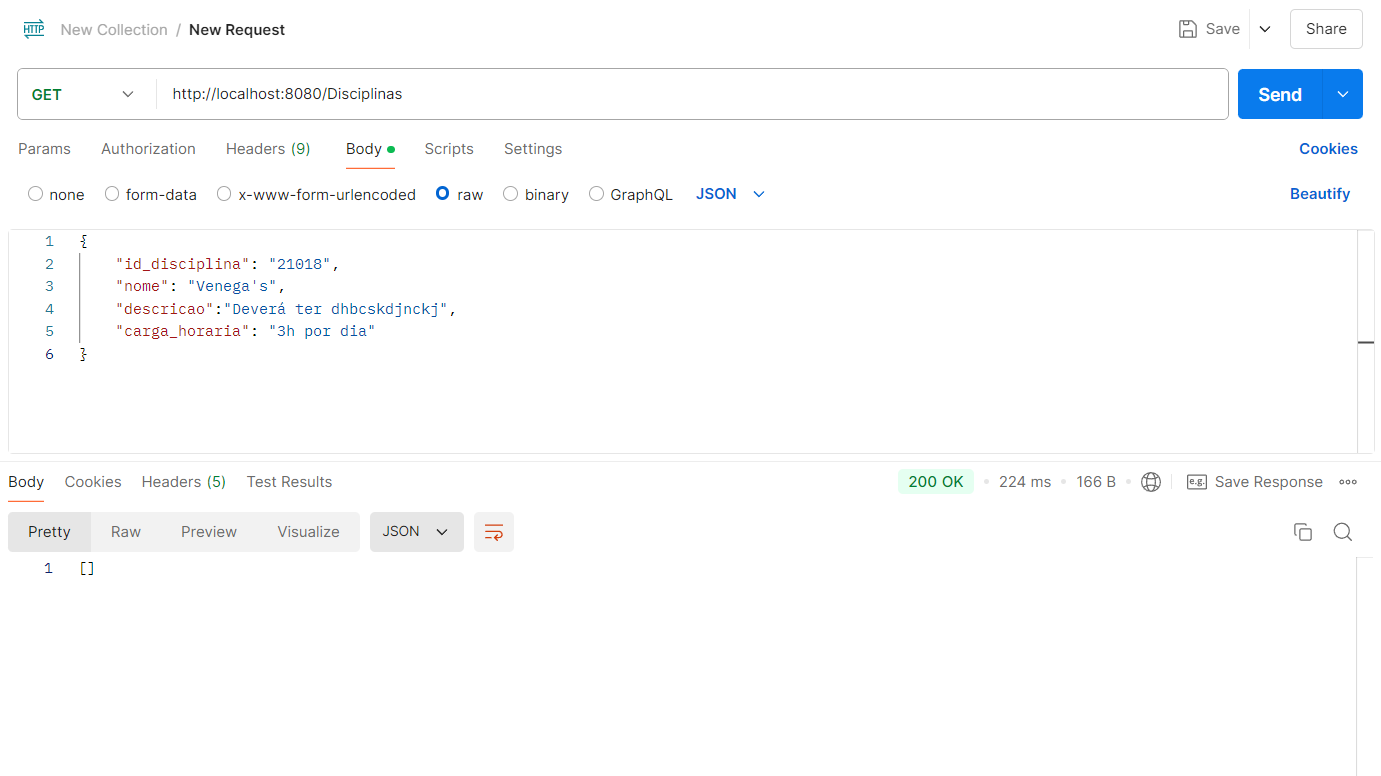 HTTP New Collection / New Request Save Share
GET http://localhost:8080/Disciplinas Send
Params Authorization Headers (9) Body Scripts Settings Cookies
none form-data x-www-form-urlencoded raw binary GraphQL JSON Beautify
1 {
2 "id_disciplina": "21018",
3 "nome": "Venega's",
4 "descricao":"Deverá ter dhbcskdjnckj",
5 "carga_horaria": "3h por dia"
6 }
Body Cookies Headers (5) Test Results 200 OK 224 ms 166 B e.g. Save Response
Pretty Raw Preview Visualize JSON
1 []